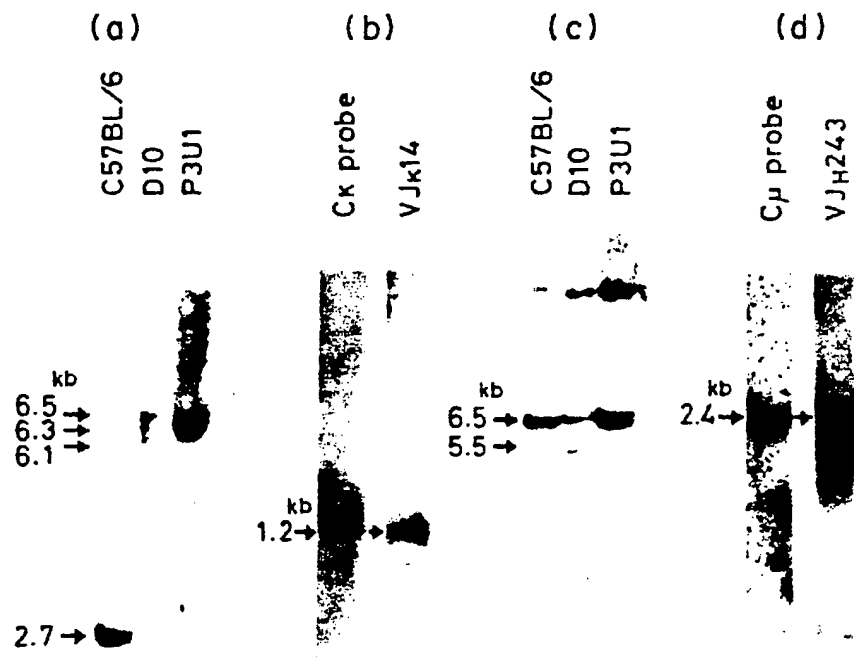 (a) (b) (c) (d)
C57BL/6
D10
P3U1
Cκ probe
VJκ14
C57BL/6
D10
P3U1
Cμ probe
VJH243
kb
6.5
6.3
6.1
2.7
kb
1.2
kb
6.5
5.5
kb
2.4